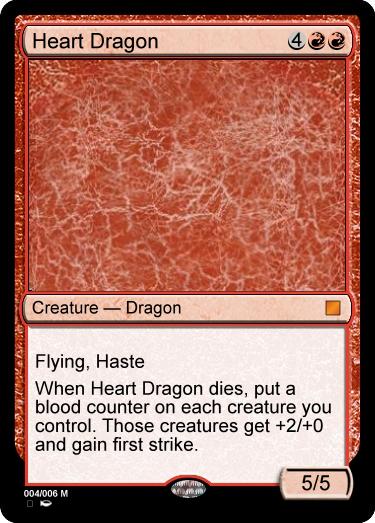 Heart Dragon 4
Creature — Dragon
Flying, Haste
When Heart Dragon dies, put a
blood counter on each creature you
control. Those creatures get +2/+0
and gain first strike.
5/5
004/006 M